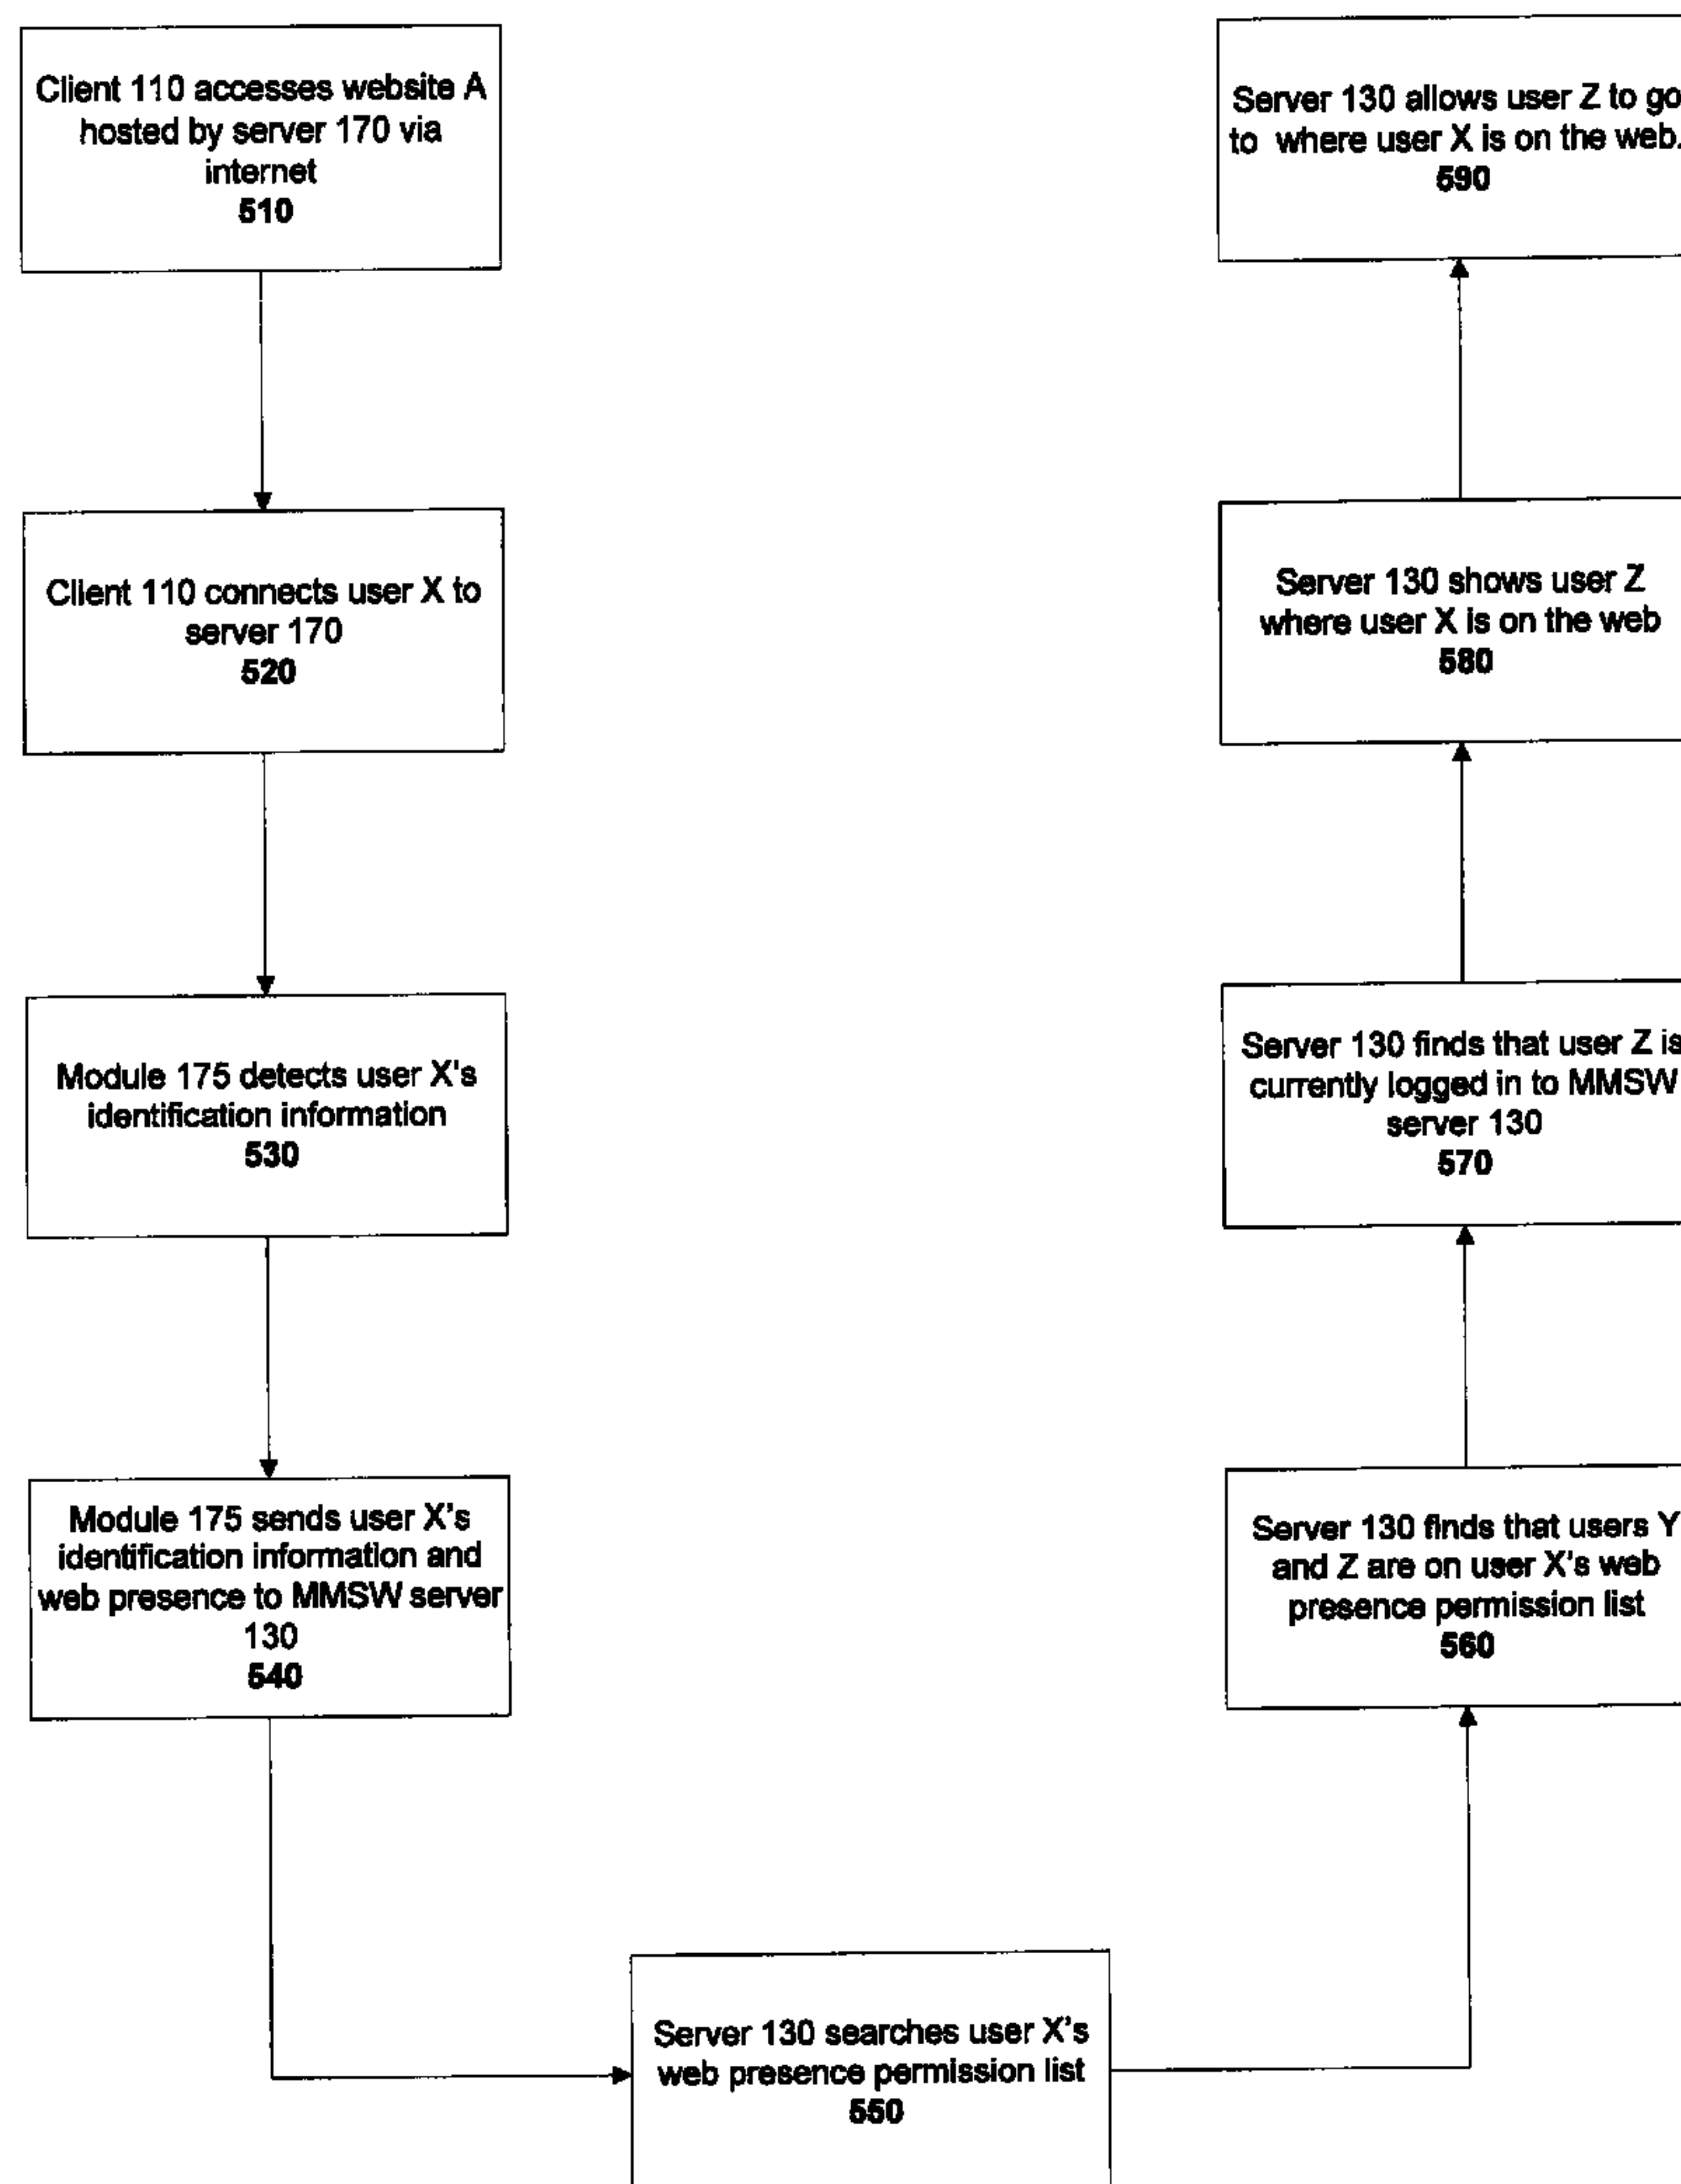 Client 110 accesses website A
hosted by server 170 via
internet
510
Client 110 connects user X to
server 170
520
Module 175 detects user X's
identification information
530
Module 175 sends user X's
identification information and
web presence to MMSW server
130
540
Server 130 searches user X's
web presence permission list
550
Server 130 finds that users Y
and Z are on user X's web
presence permission list
560
Server 130 finds that user Z is
currently logged in to MMSW
server 130
570
Server 130 shows user Z
where user X is on the web
580
Server 130 allows user Z to go
to where user X is on the web.
590